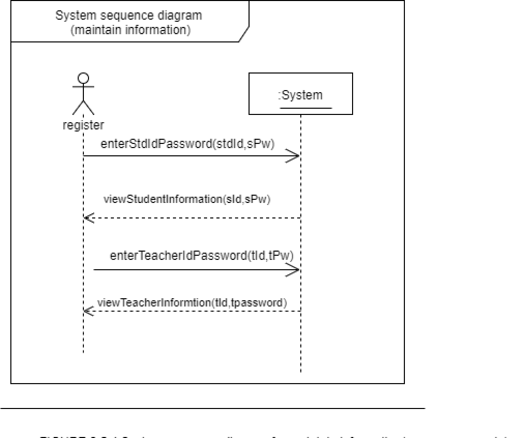 System sequence diagram
(maintain information)
:System
register
enterStdIdPassword(stdId,sPw)
viewStudentInformation(sId,sPw)
enterTeacherIdPassword(tId,tPw)
viewTeacherInformtion(tId,tpassword)